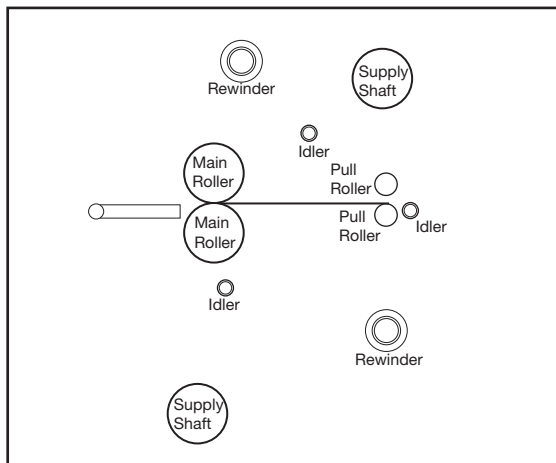 Rewinder
Supply
Shaft
Idler
Main
Roller
Pull
Roller
Main
Roller
Pull
Roller
Idler
Idler
Rewinder
Supply
Shaft